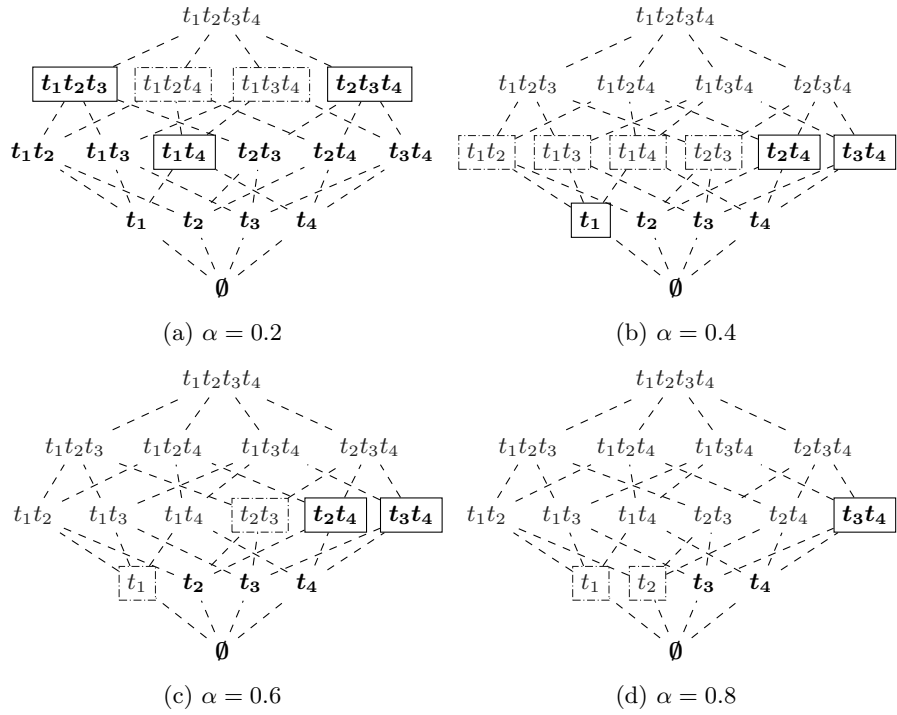 t₁t₂t₃t₄ t₁t₂t₃t₄
t₁t₂t₃ t₁t₂t₄ t₁t₃t₄ t₂t₃t₄ t₁t₂t₃ t₁t₂t₄ t₁t₃t₄ t₂t₃t₄
t₁t₂ t₁t₃ t₁t₄ t₂t₃ t₂t₄ t₃t₄ t₁t₂ t₁t₃ t₁t₄ t₂t₃ t₂t₄ t₃t₄
t₁ t₂ t₃ t₄ t₁ t₂ t₃ t₄
∅ ∅
(a) α = 0.2 (b) α = 0.4
t₁t₂t₃t₄ t₁t₂t₃t₄
t₁t₂t₃ t₁t₂t₄ t₁t₃t₄ t₂t₃t₄ t₁t₂t₃ t₁t₂t₄ t₁t₃t₄ t₂t₃t₄
t₁t₂ t₁t₃ t₁t₄ t₂t₃ t₂t₄ t₃t₄ t₁t₂ t₁t₃ t₁t₄ t₂t₃ t₂t₄ t₃t₄
t₁ t₂ t₃ t₄ t₁ t₂ t₃ t₄
∅ ∅
(c) α = 0.6 (d) α = 0.8